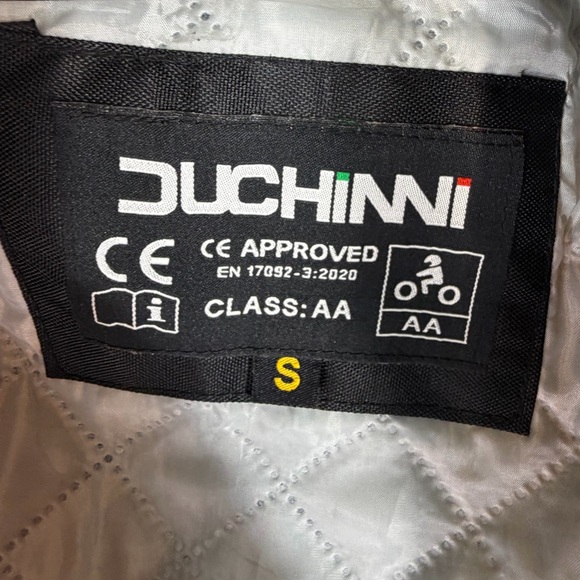 DUCHiNNi
CE
CE APPROVED
EN 17092-3:2020
i
CLASS: AA
AA
S